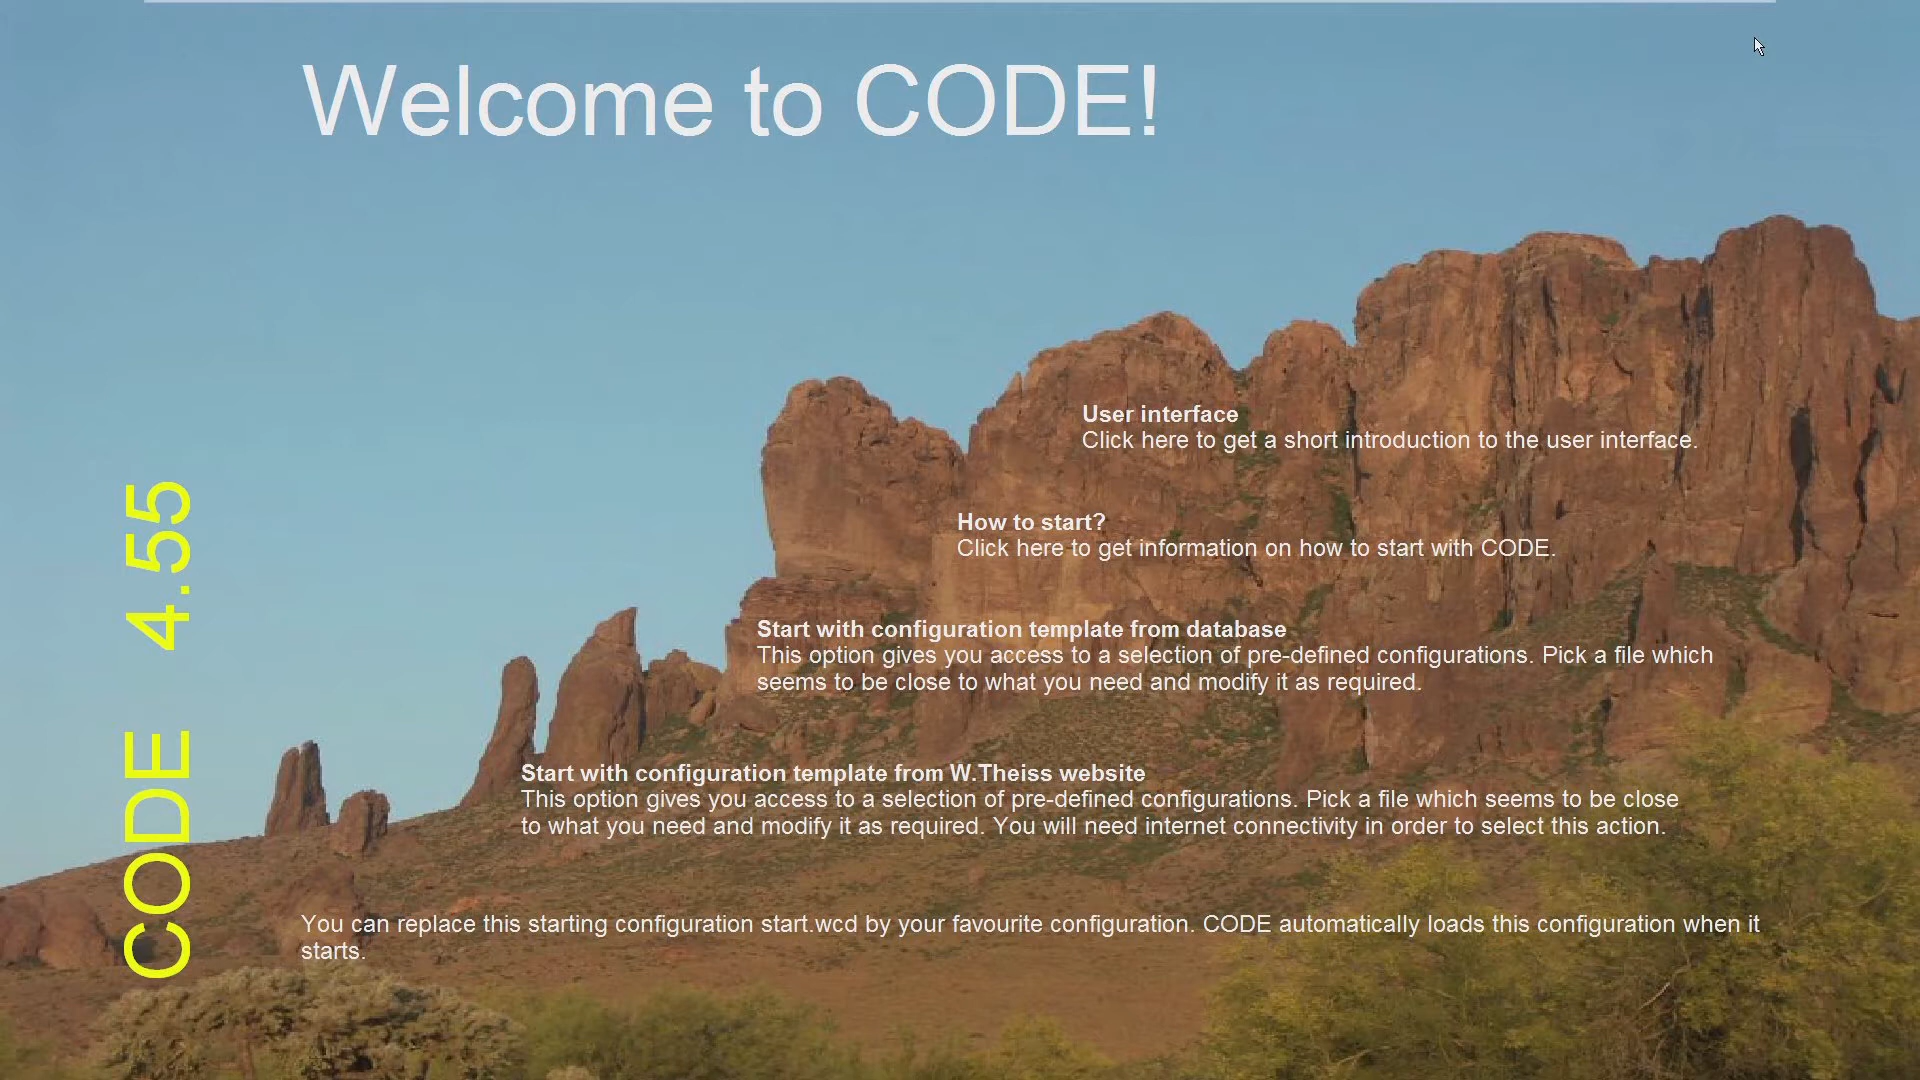 Welcome to CODE!
User interface
Click here to get a short introduction to the user interface.
How to start?
Click here to get information on how to start with CODE.
Start with configuration template from database
This option gives you access to a selection of pre-defined configurations. Pick a file which
seems to be close to what you need and modify it as required.
Start with configuration template from W.Theiss website
This option gives you access to a selection of pre-defined configurations. Pick a file which seems to be close
to what you need and modify it as required. You will need internet connectivity in order to select this action.
You can replace this starting configuration start.wcd by your favourite configuration. CODE automatically loads this configuration when it
starts.
CODE 4.55